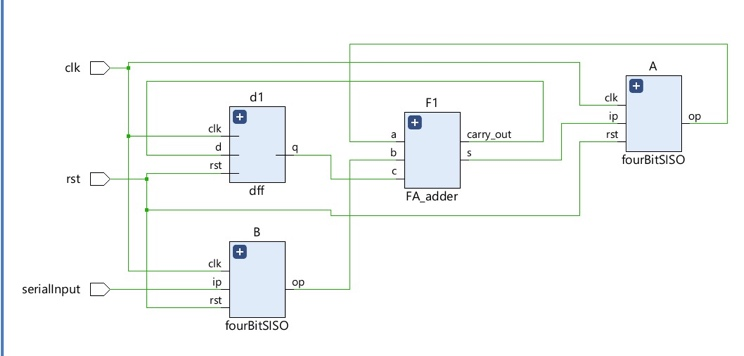 A
clk
clk
ip
op
rst
fourBitSISO
d1
clk
d
q
rst
dff
F1
a
carry_out
b
s
c
FA_adder
rst
B
clk
ip
op
rst
fourBitSISO
serialInput